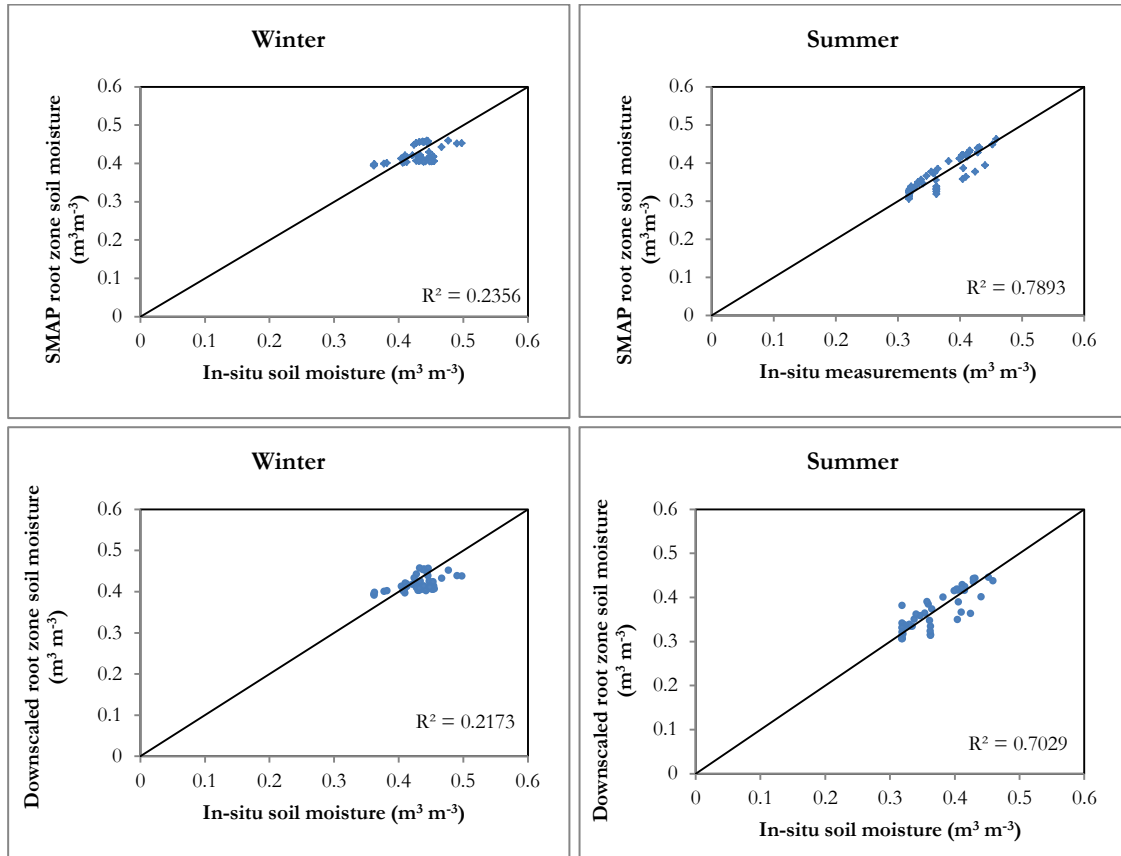 Winter
SMAP root zone soil moisture
(m³m⁻³)
0.6
0.5
0.4
0.3
0.2
0.1
0
0 0.1 0.2 0.3 0.4 0.5 0.6
R² = 0.2356
In-situ soil moisture (m³ m⁻³)
Summer
SMAP root zone soil moisture
(m³m⁻³)
0.6
0.5
0.4
0.3
0.2
0.1
0
0 0.1 0.2 0.3 0.4 0.5 0.6
R² = 0.7893
In-situ measurements (m³ m⁻³)
Winter
Downscaled root zone soil moisture
(m³ m⁻³)
0.6
0.5
0.4
0.3
0.2
0.1
0
0 0.1 0.2 0.3 0.4 0.5 0.6
R² = 0.2173
In-situ soil moisture (m³ m⁻³)
Summer
Downscaled root zone soil moisture
(m³ m⁻³)
0.6
0.5
0.4
0.3
0.2
0.1
0
0 0.1 0.2 0.3 0.4 0.5 0.6
R² = 0.7029
In-situ soil moisture (m³ m⁻³)